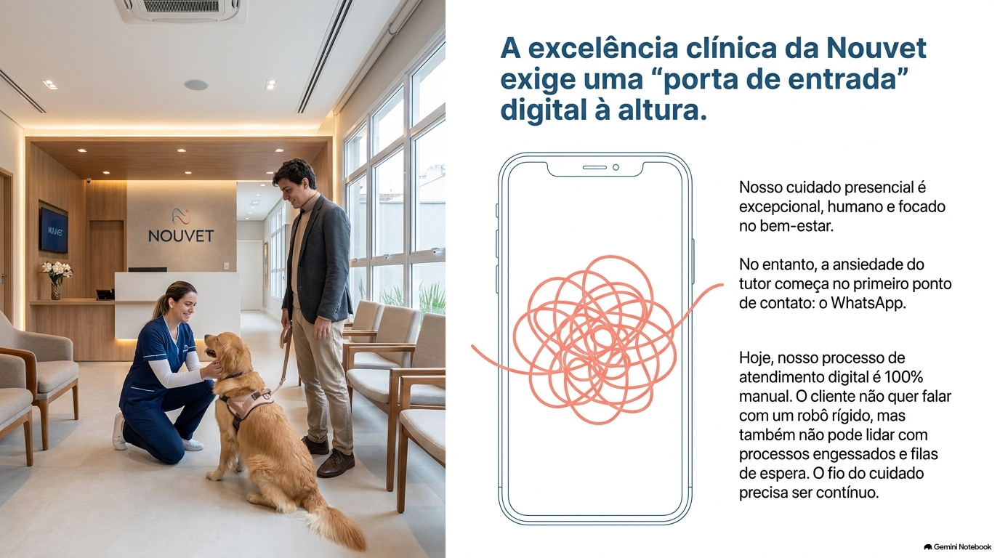 NOUVET
A excelência clínica da Nouvet
exige uma “porta de entrada”
digital à altura.
Nosso cuidado presencial é
excepcional, humano e focado
no bem-estar.
No entanto, a ansiedade do
tutor começa no primeiro ponto
de contato: o WhatsApp.
Hoje, nosso processo de
atendimento digital é 100%
manual. O cliente não quer falar
com um robô rígido, mas
também não pode lidar com
processos engessados e filas
de espera. O fio do cuidado
precisa ser contínuo.
Gemini Notebook